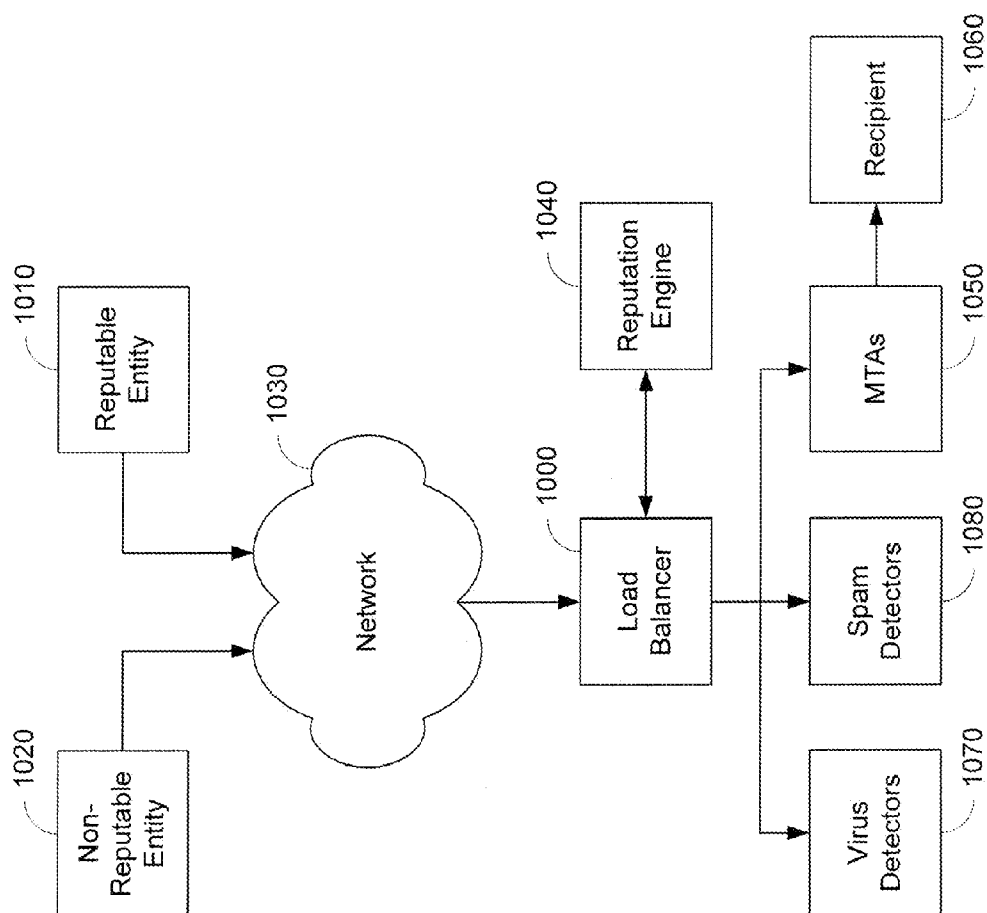 1020
Non-
Reputable
Entity
1010
Reputable
Entity
1030
Network
1000
Load
Balancer
1040
Reputation
Engine
Virus
Detectors
1070
Spam
Detectors
1080
MTAs
1050
Recipient
1060